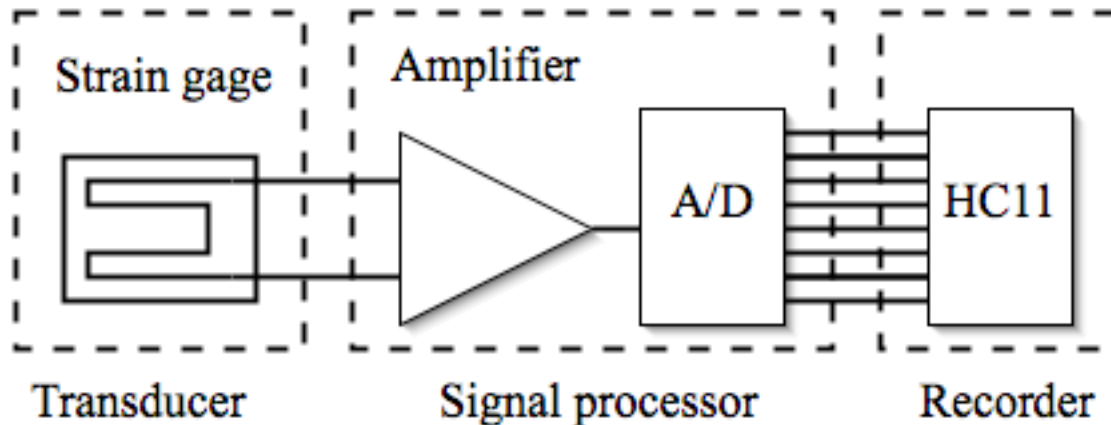 Strain gage
Amplifier
A/D
HC11
Transducer
Signal processor
Recorder